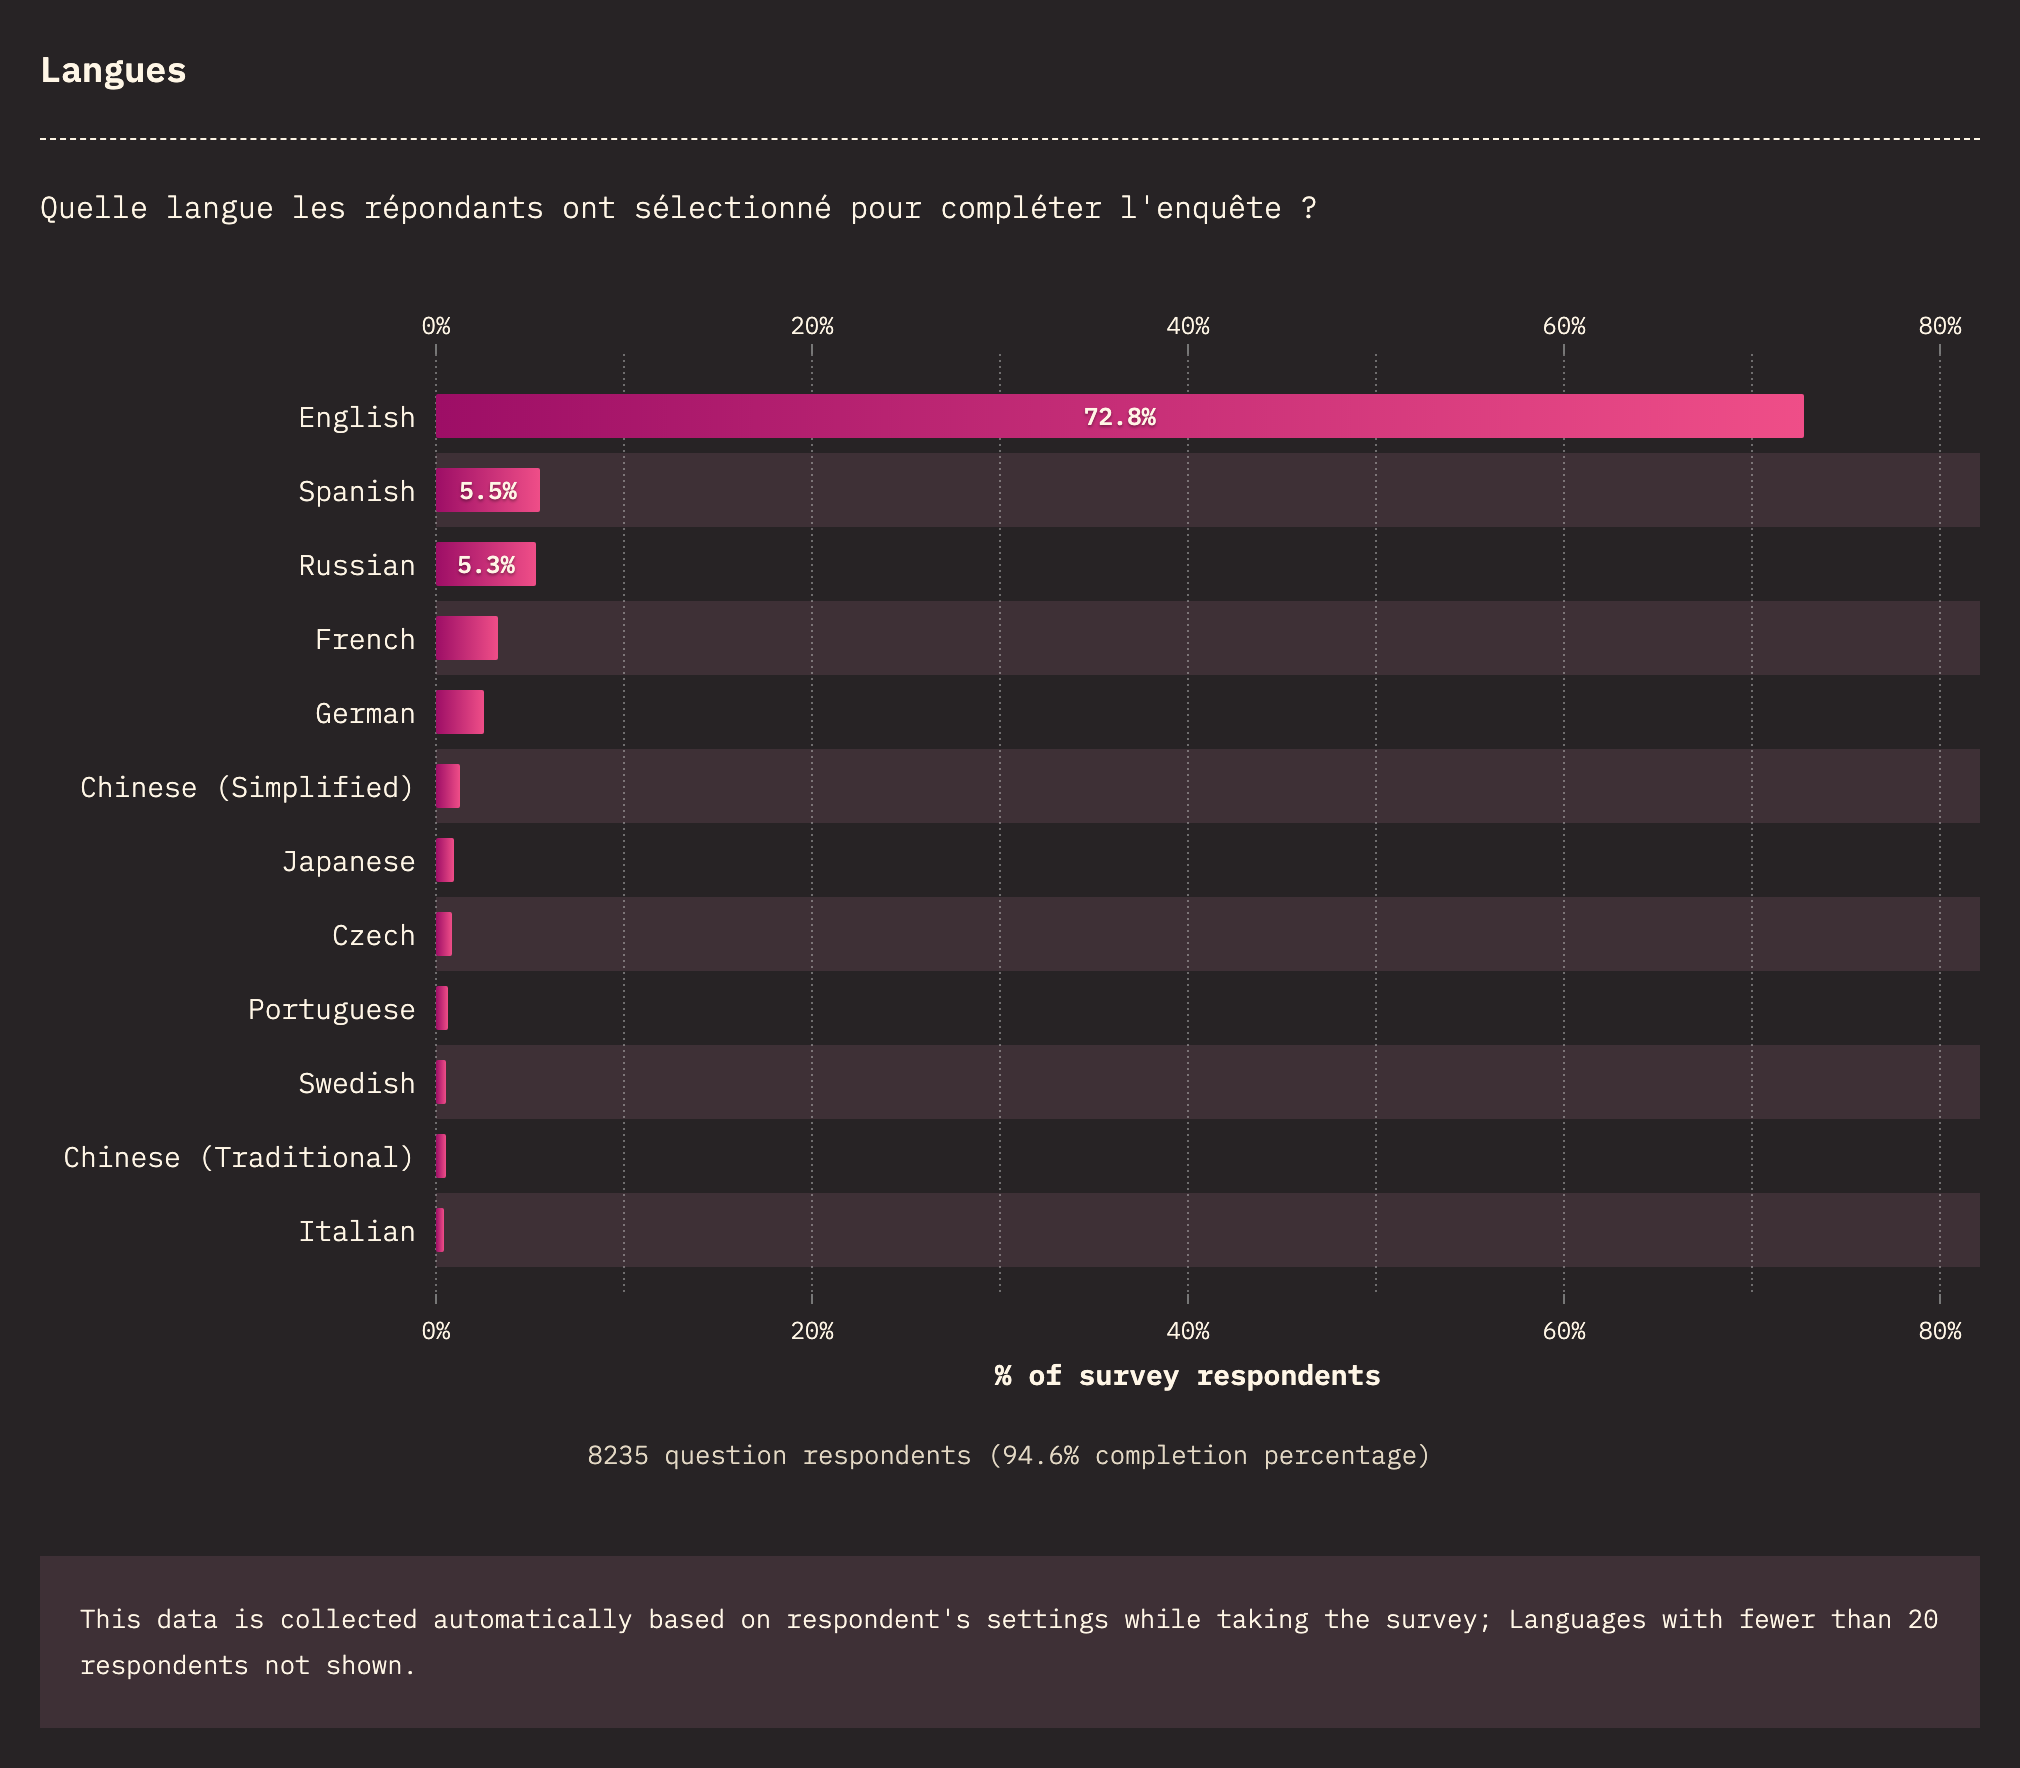 Langues
Quelle langue les répondants ont sélectionné pour compléter l'enquête ?
0% 20% 40% 60% 80%
English 72.8%
Spanish 5.5%
Russian 5.3%
French
German
Chinese (Simplified)
Japanese
Czech
Portuguese
Swedish
Chinese (Traditional)
Italian
0% 20% 40% 60% 80%
% of survey respondents
8235 question respondents (94.6% completion percentage)
This data is collected automatically based on respondent's settings while taking the survey; Languages with fewer than 20
respondents not shown.